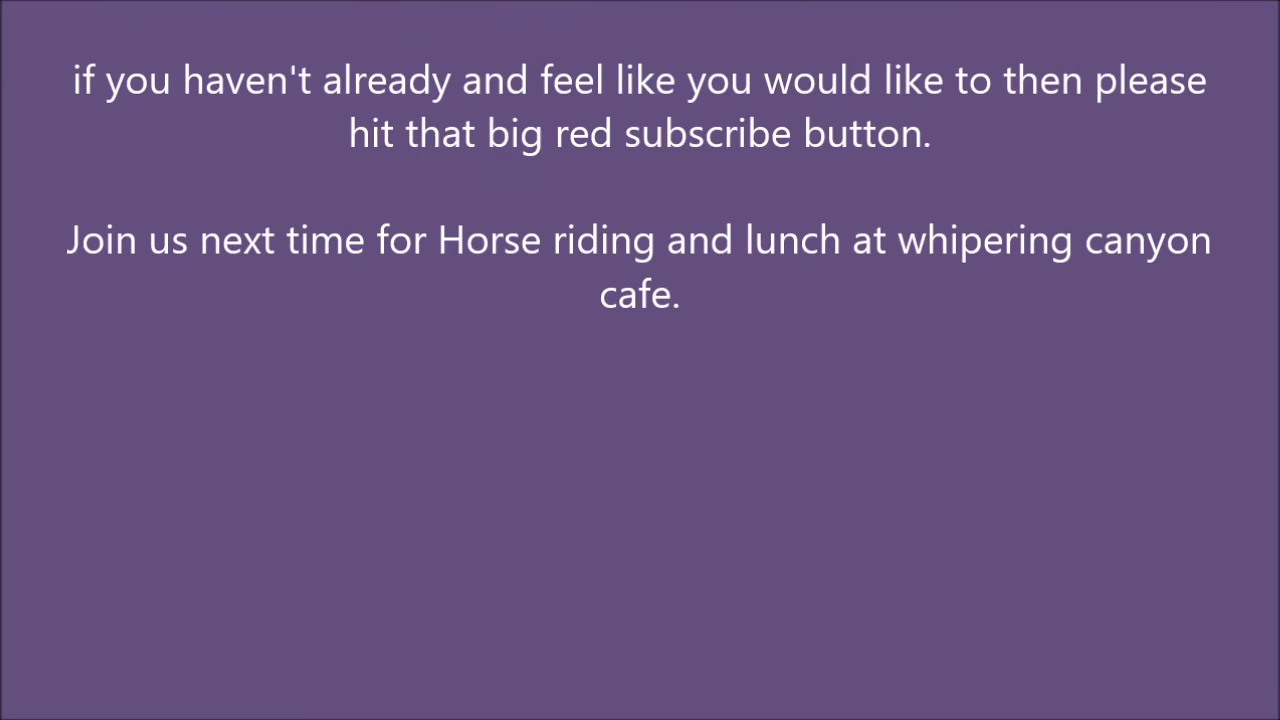 if you haven't already and feel like you would like to then please
hit that big red subscribe button.
Join us next time for Horse riding and lunch at whipering canyon
cafe.